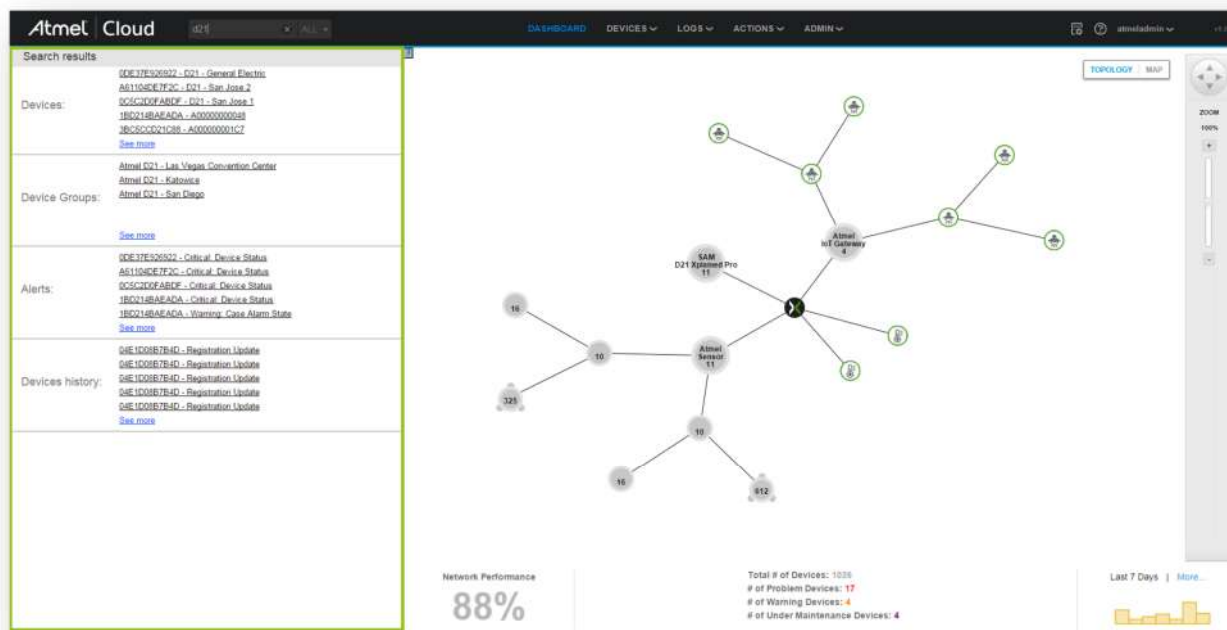 Atmel Cloud
d21
ALL
DASHBOARD DEVICES LOGS ACTIONS ADMIN
atmeladmin
Search results
Devices:
0DE37E926922 - D21 - General Electric
A61104DE7F2C - D21 - San Jose 2
0C5C2D0FABDF - D21 - San Jose 1
1BD214BAEADA - A00000000048
3BC5CCD21C88 - A000000001C7
See more
Device Groups:
Atmel D21 - Las Vegas Convention Center
Atmel D21 - Katowice
Atmel D21 - San Diego
See more
Alerts:
0DE37E926922 - Critical: Device Status
A61104DE7F2C - Critical: Device Status
0C5C2D0FABDF - Critical: Device Status
1BD214BAEADA - Critical: Device Status
1BD214BAEADA - Warning: Case Alarm State
See more
Devices history:
04E1D08B7B4D - Registration Update
04E1D08B7B4D - Registration Update
04E1D08B7B4D - Registration Update
04E1D08B7B4D - Registration Update
04E1D08B7B4D - Registration Update
See more
TOPOLOGY MAP
ZOOM
100%
Atmel
IoT Gateway
4
SAM
D21 Xplained Pro
11
Atmel
Sensor
11
16
10
325
10
16
612
Network Performance
88%
Total # of Devices: 1026
# of Problem Devices: 17
# of Warning Devices: 4
# of Under Maintenance Devices: 4
Last 7 Days | More...